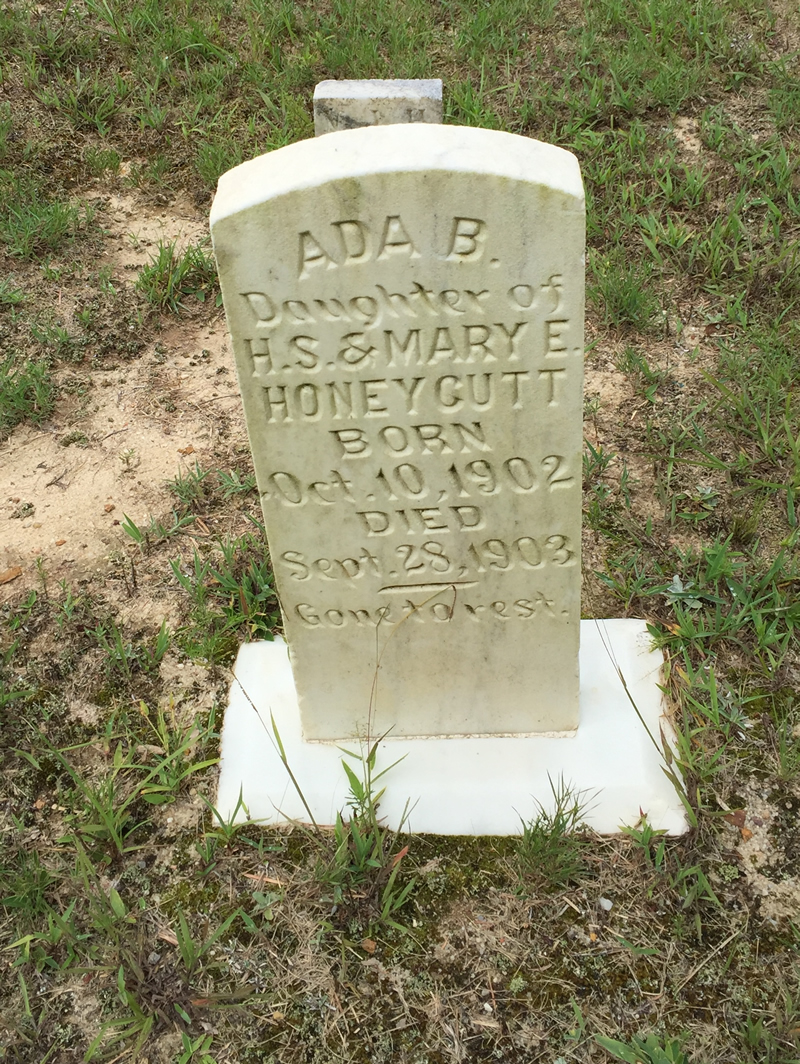 ADA B.
Daughter of
H.S. & MARY E.
HONEYCUTT
BORN
Oct. 10, 1902
DIED
Sept. 28, 1903
Gone to rest.